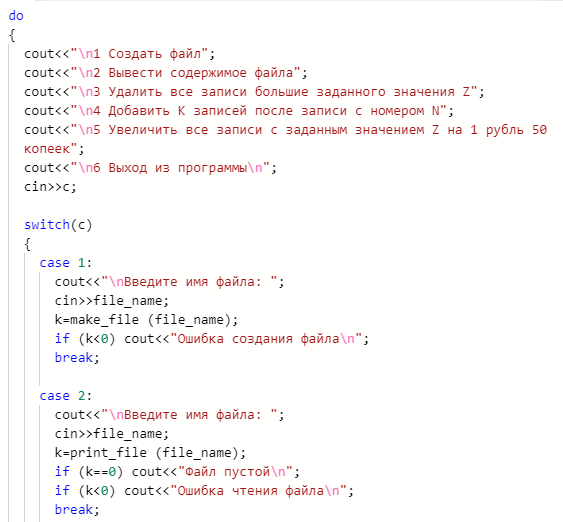 do
{
cout<<"\n1 Создать файл";
cout<<"\n2 Вывести содержимое файла";
cout<<"\n3 Удалить все записи большие заданного значения Z";
cout<<"\n4 Добавить K записей после записи с номером N";
cout<<"\n5 Увеличить все записи с заданным значением Z на 1 рубль 50
копеек";
cout<<"\n6 Выход из программы\n";
cin>>c;
switch(c)
{
case 1:
cout<<"\nВведите имя файла: ";
cin>>file_name;
k=make_file (file_name);
if (k<0) cout<<"Ошибка создания файла\n";
break;
case 2:
cout<<"\nВведите имя файла: ";
cin>>file_name;
k=print_file (file_name);
if (k==0) cout<<"Файл пустой\n";
if (k<0) cout<<"Ошибка чтения файла\n";
break;